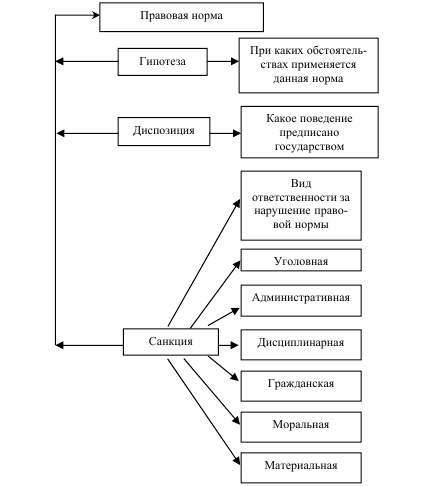 Правовая норма
Гипотеза
При каких обстоятель-
ствах применяется
данная норма
Диспозиция
Какое поведение
предписано
государством
Вид
ответственности за
нарушение право-
вой нормы
Уголовная
Административная
Санкция
Дисциплинарная
Гражданская
Моральная
Материальная